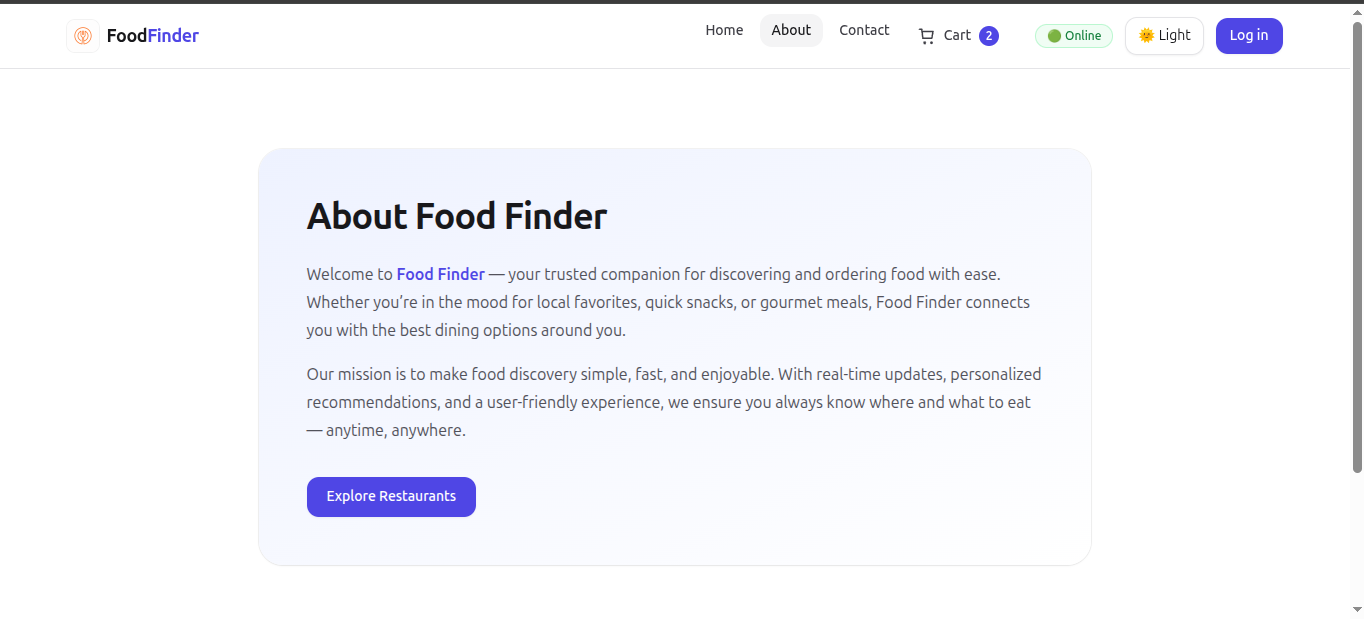 FoodFinder
Home
About
Contact
Cart 2
Online
Light
Log in
About Food Finder
Welcome to Food Finder — your trusted companion for discovering and ordering food with ease.
Whether you’re in the mood for local favorites, quick snacks, or gourmet meals, Food Finder connects
you with the best dining options around you.
Our mission is to make food discovery simple, fast, and enjoyable. With real-time updates, personalized
recommendations, and a user-friendly experience, we ensure you always know where and what to eat
— anytime, anywhere.
Explore Restaurants